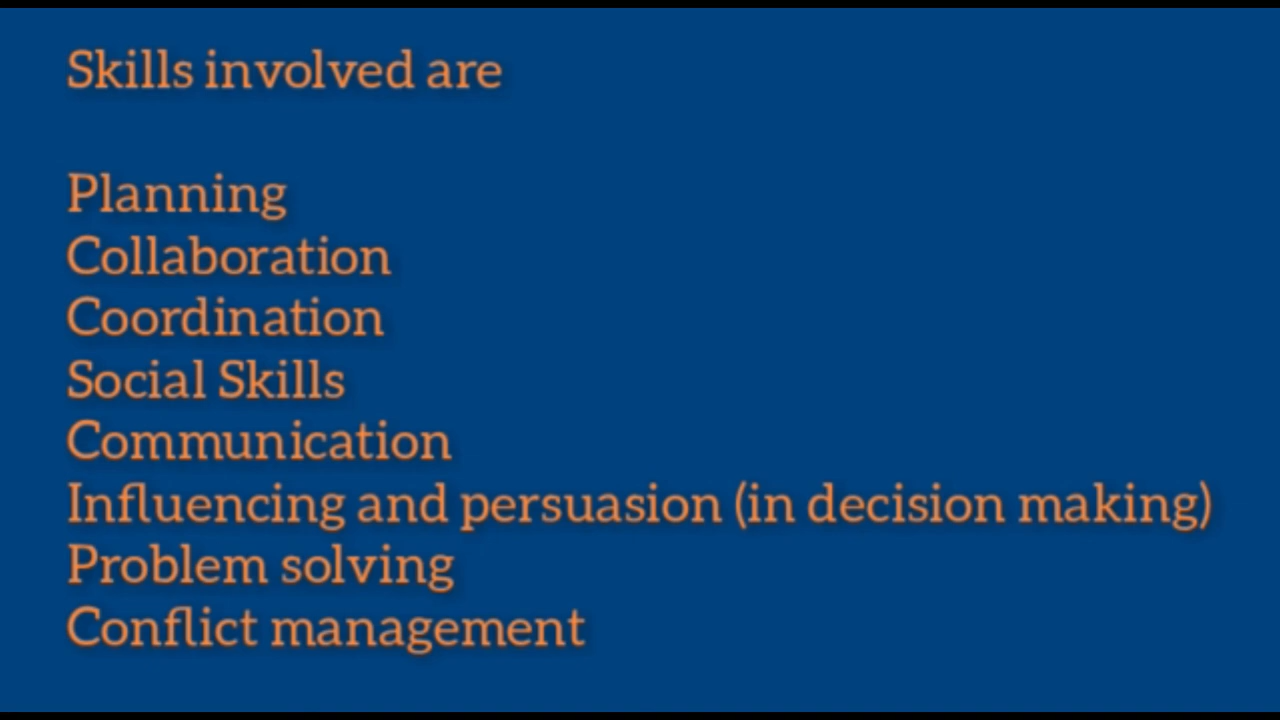 Skills involved are
Planning
Collaboration
Coordination
Social Skills
Communication
Influencing and persuasion (in decision making)
Problem solving
Conflict management